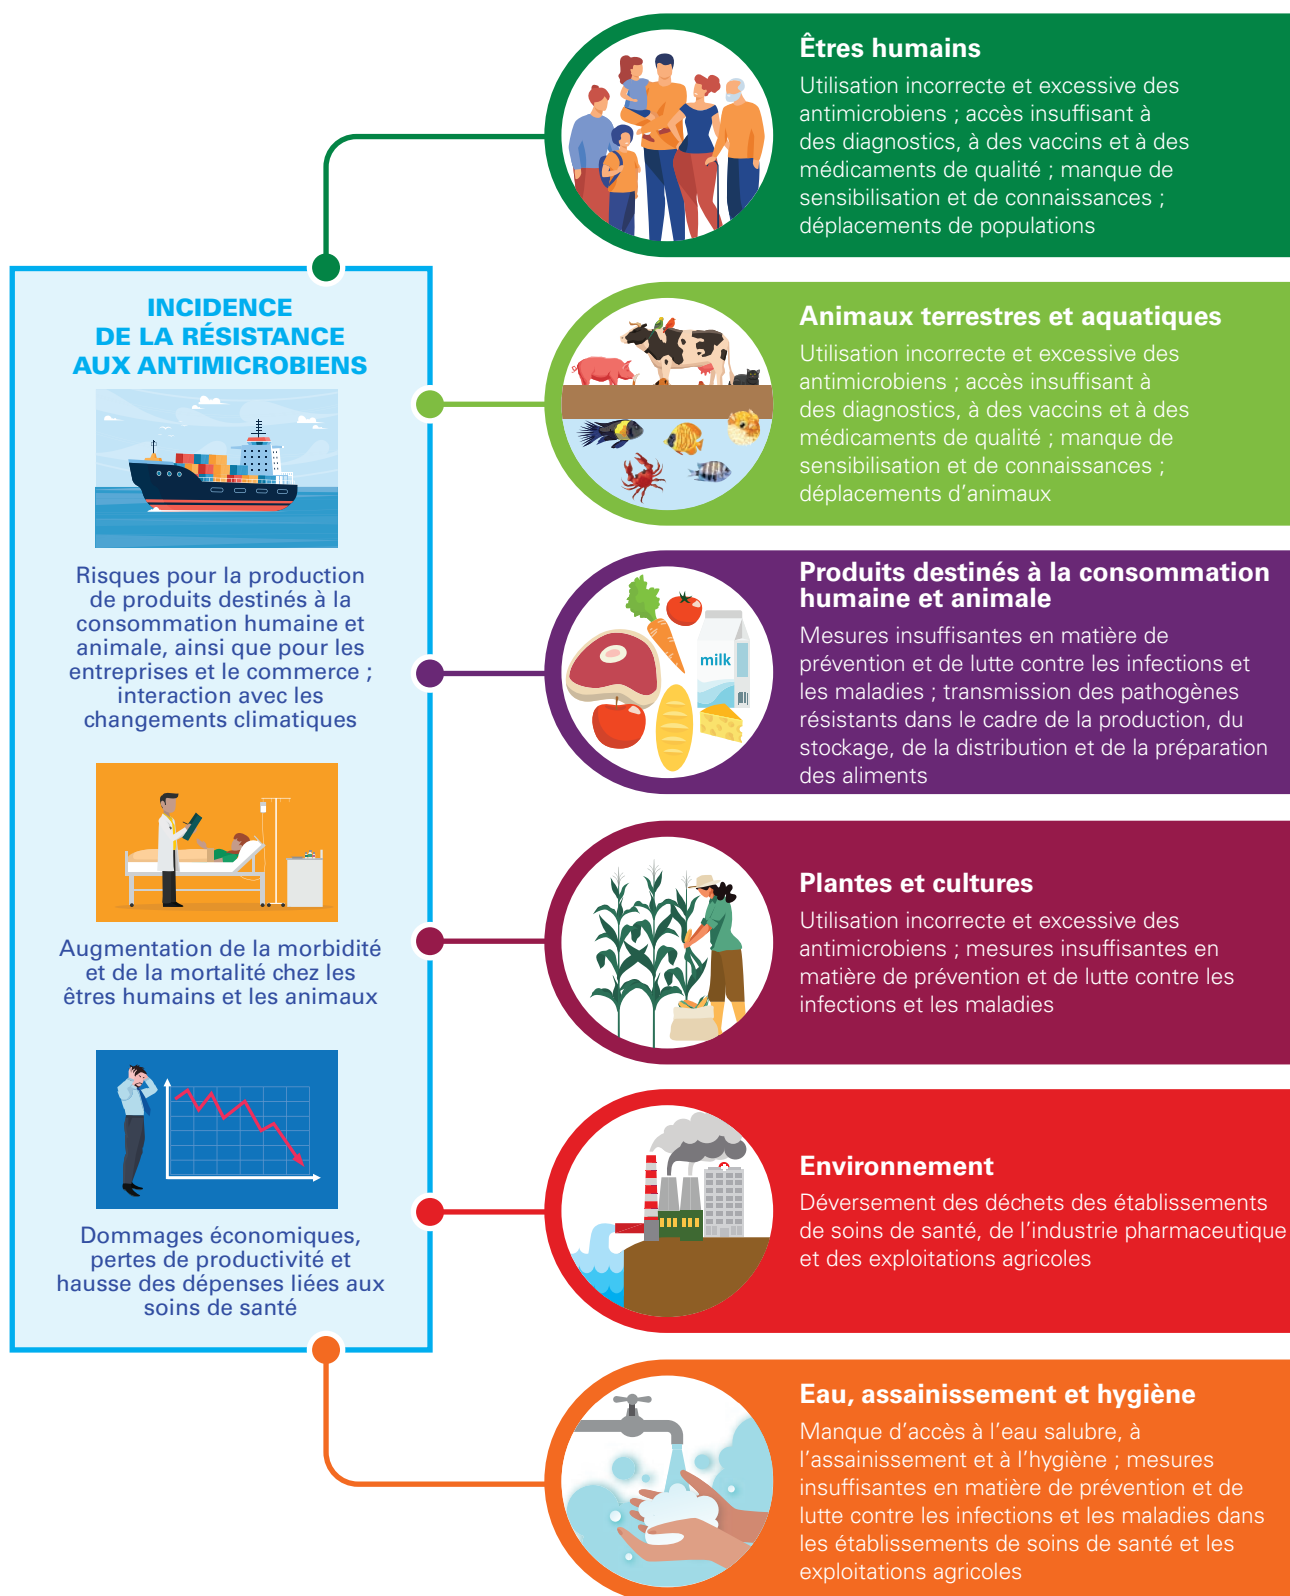 INCIDENCE
DE LA RÉSISTANCE
AUX ANTIMICROBIENS
Risques pour la production
de produits destinés à la
consommation humaine et
animale, ainsi que pour les
entreprises et le commerce ;
interaction avec les
changements climatiques
Augmentation de la morbidité
et de la mortalité chez les
êtres humains et les animaux
Dommages économiques,
pertes de productivité et
hausse des dépenses liées aux
soins de santé
Êtres humains
Utilisation incorrecte et excessive des
antimicrobiens ; accès insuffisant à
des diagnostics, à des vaccins et à des
médicaments de qualité ; manque de
sensibilisation et de connaissances ;
déplacements de populations
Animaux terrestres et aquatiques
Utilisation incorrecte et excessive des
antimicrobiens ; accès insuffisant à
des diagnostics, à des vaccins et à des
médicaments de qualité ; manque de
sensibilisation et de connaissances ;
déplacements d’animaux
milk
Produits destinés à la consommation
humaine et animale
Mesures insuffisantes en matière de
prévention et de lutte contre les infections et
les maladies ; transmission des pathogènes
résistants dans le cadre de la production, du
stockage, de la distribution et de la préparation
des aliments
Plantes et cultures
Utilisation incorrecte et excessive des
antimicrobiens ; mesures insuffisantes en
matière de prévention et de lutte contre les
infections et les maladies
Environnement
Déversement des déchets des établissements
de soins de santé, de l’industrie pharmaceutique
et des exploitations agricoles
Eau, assainissement et hygiène
Manque d’accès à l’eau salubre, à
l’assainissement et à l’hygiène ; mesures
insuffisantes en matière de prévention et de
lutte contre les infections et les maladies dans
les établissements de soins de santé et les
exploitations agricoles